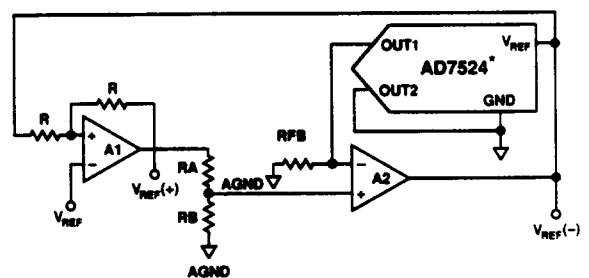 OUT1
VREF
AD7524*
OUT2
GND
R
R
+
A1
−
RFB
RA
VREF(+)
AGND
−
A2
+
VREF
RB
VREF(−)
AGND